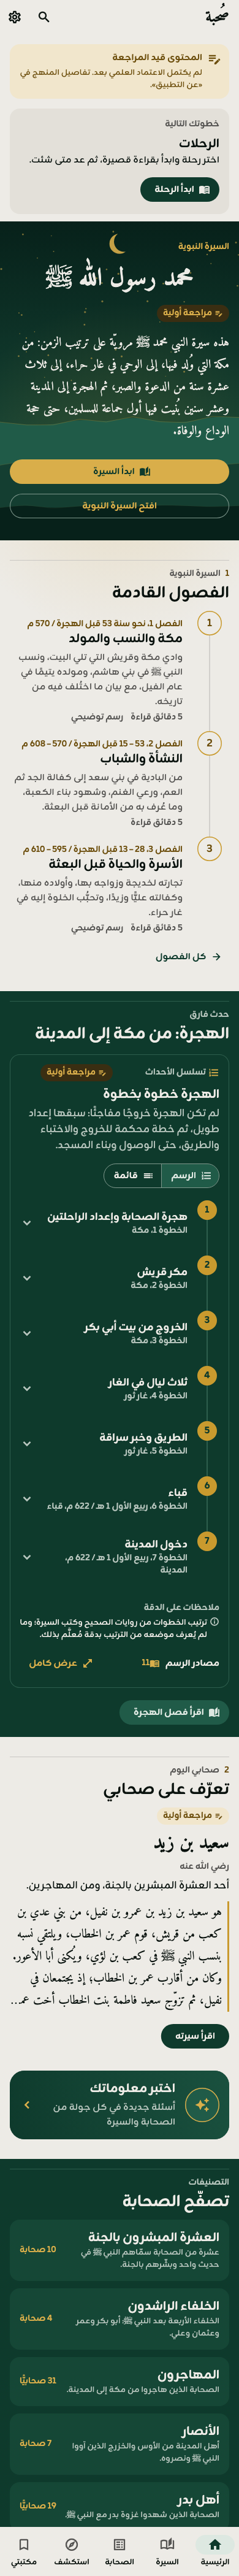 صُحبة
المحتوى قيد المراجعة
لم يكتمل الاعتماد العلمي بعد. تفاصيل المنهج في
«عن التطبيق».
خطوتك التالية
الرحلات
اختر رحلة وابدأ بقراءة قصيرة، ثم عد متى شئت.
ابدأ الرحلة
السيرة النبوية
محمد رسول الله ﷺ
مراجعة أولية
هذه سيرة النبي محمد ﷺ مرويّة على ترتيب الزمن: من
مكة التي وُلد فيها، إلى الوحي في غار حراء، إلى ثلاث
عشرة سنة من الدعوة والصبر، ثم الهجرة إلى المدينة
وعشر سنين بُنيت فيها أول جماعة للمسلمين، حتى حجة
الوداع والوفاة.
ابدأ السيرة
افتح السيرة النبوية
1 السيرة النبوية
الفصول القادمة
1
الفصل 1، نحو سنة 53 قبل الهجرة / 570 م
مكة والنسب والمولد
وادي مكة وقريش التي تلي البيت، ونسب
النبي ﷺ في بني هاشم، ومولده يتيمًا في
عام الفيل، مع بيان ما اختُلف فيه من
تاريخه.
5 دقائق قراءة رسم توضيحي
2
الفصل 2، 53 – 15 قبل الهجرة / 570 – 608 م
النشأة والشباب
من البادية في بني سعد إلى كفالة الجد ثم
العم، ورعي الغنم، وشهود بناء الكعبة،
وما عُرف به من الأمانة قبل البعثة.
5 دقائق قراءة
3
الفصل 3، 28 – 13 قبل الهجرة / 595 – 610 م
الأسرة والحياة قبل البعثة
تجارته لخديجة وزواجه بها، وأولاده منها،
وكفالته عليًّا وزيدًا، وتحبُّب الخلوة إليه في
غار حراء.
5 دقائق قراءة رسم توضيحي
كل الفصول
حدث فارق
الهجرة: من مكة إلى المدينة
تسلسل الأحداث
مراجعة أولية
الهجرة خطوة بخطوة
لم تكن الهجرة خروجًا مفاجئًا: سبقها إعداد
طويل، ثم خطة محكمة للخروج والاختباء
والطريق، حتى الوصول وبناء المسجد.
الرسم
قائمة
1
هجرة الصحابة وإعداد الراحلتين
الخطوة 1، مكة
2
مكر قريش
الخطوة 2، مكة
3
الخروج من بيت أبي بكر
الخطوة 3، مكة
4
ثلاث ليالٍ في الغار
الخطوة 4، غار ثور
5
الطريق وخبر سراقة
الخطوة 5، غار ثور
6
قباء
الخطوة 6، ربيع الأول 1 هـ / 622 م، قباء
7
دخول المدينة
الخطوة 7، ربيع الأول 1 هـ / 622 م،
المدينة
ملاحظات على الدقة
ترتيب الخطوات من روايات الصحيح وكتب السيرة؛ وما
لم يُعرف موضعه من الترتيب بدقة مُعلَّم بذلك.
مصادر الرسم
11
عرض كامل
اقرأ فصل الهجرة
2 صحابي اليوم
تعرّف على صحابي
مراجعة أولية
سعيد بن زيد
رضي الله عنه
أحد العشرة المبشرين بالجنة، ومن المهاجرين.
هو سعيد بن زيد بن عمرو بن نفيل، من بني عدي بن
كعب من قريش، قوم عمر بن الخطاب، ويلتقي نسبه
بنسب النبي ﷺ في كعب بن لؤي، ويُكنى أبا الأعور.
وكان من أقارب عمر بن الخطاب؛ إذ يجتمعان في
نفيل، ثم تزوّج سعيد فاطمة بنت الخطاب أخت عم...
اقرأ سيرته
اختبر معلوماتك
أسئلة جديدة في كل جولة من
الصحابة والسيرة
التصنيفات
تصفّح الصحابة
العشرة المبشرون بالجنة
عشرة من الصحابة سمّاهم النبي ﷺ في
حديث واحد وبشّرهم بالجنة.
10 صحابة
الخلفاء الراشدون
الخلفاء الأربعة بعد النبي ﷺ: أبو بكر وعمر
وعثمان وعلي.
4 صحابة
المهاجرون
الصحابة الذين هاجروا من مكة إلى المدينة.
31 صحابيًّا
الأنصار
أهل المدينة من الأوس والخزرج الذين آووا
النبي ﷺ ونصروه.
7 صحابة
أهل بدر
الصحابة الذين شهدوا غزوة بدر مع النبي ﷺ.
19 صحابيًّا
الرئيسية
السيرة
الصحابة
استكشف
مكتبتي